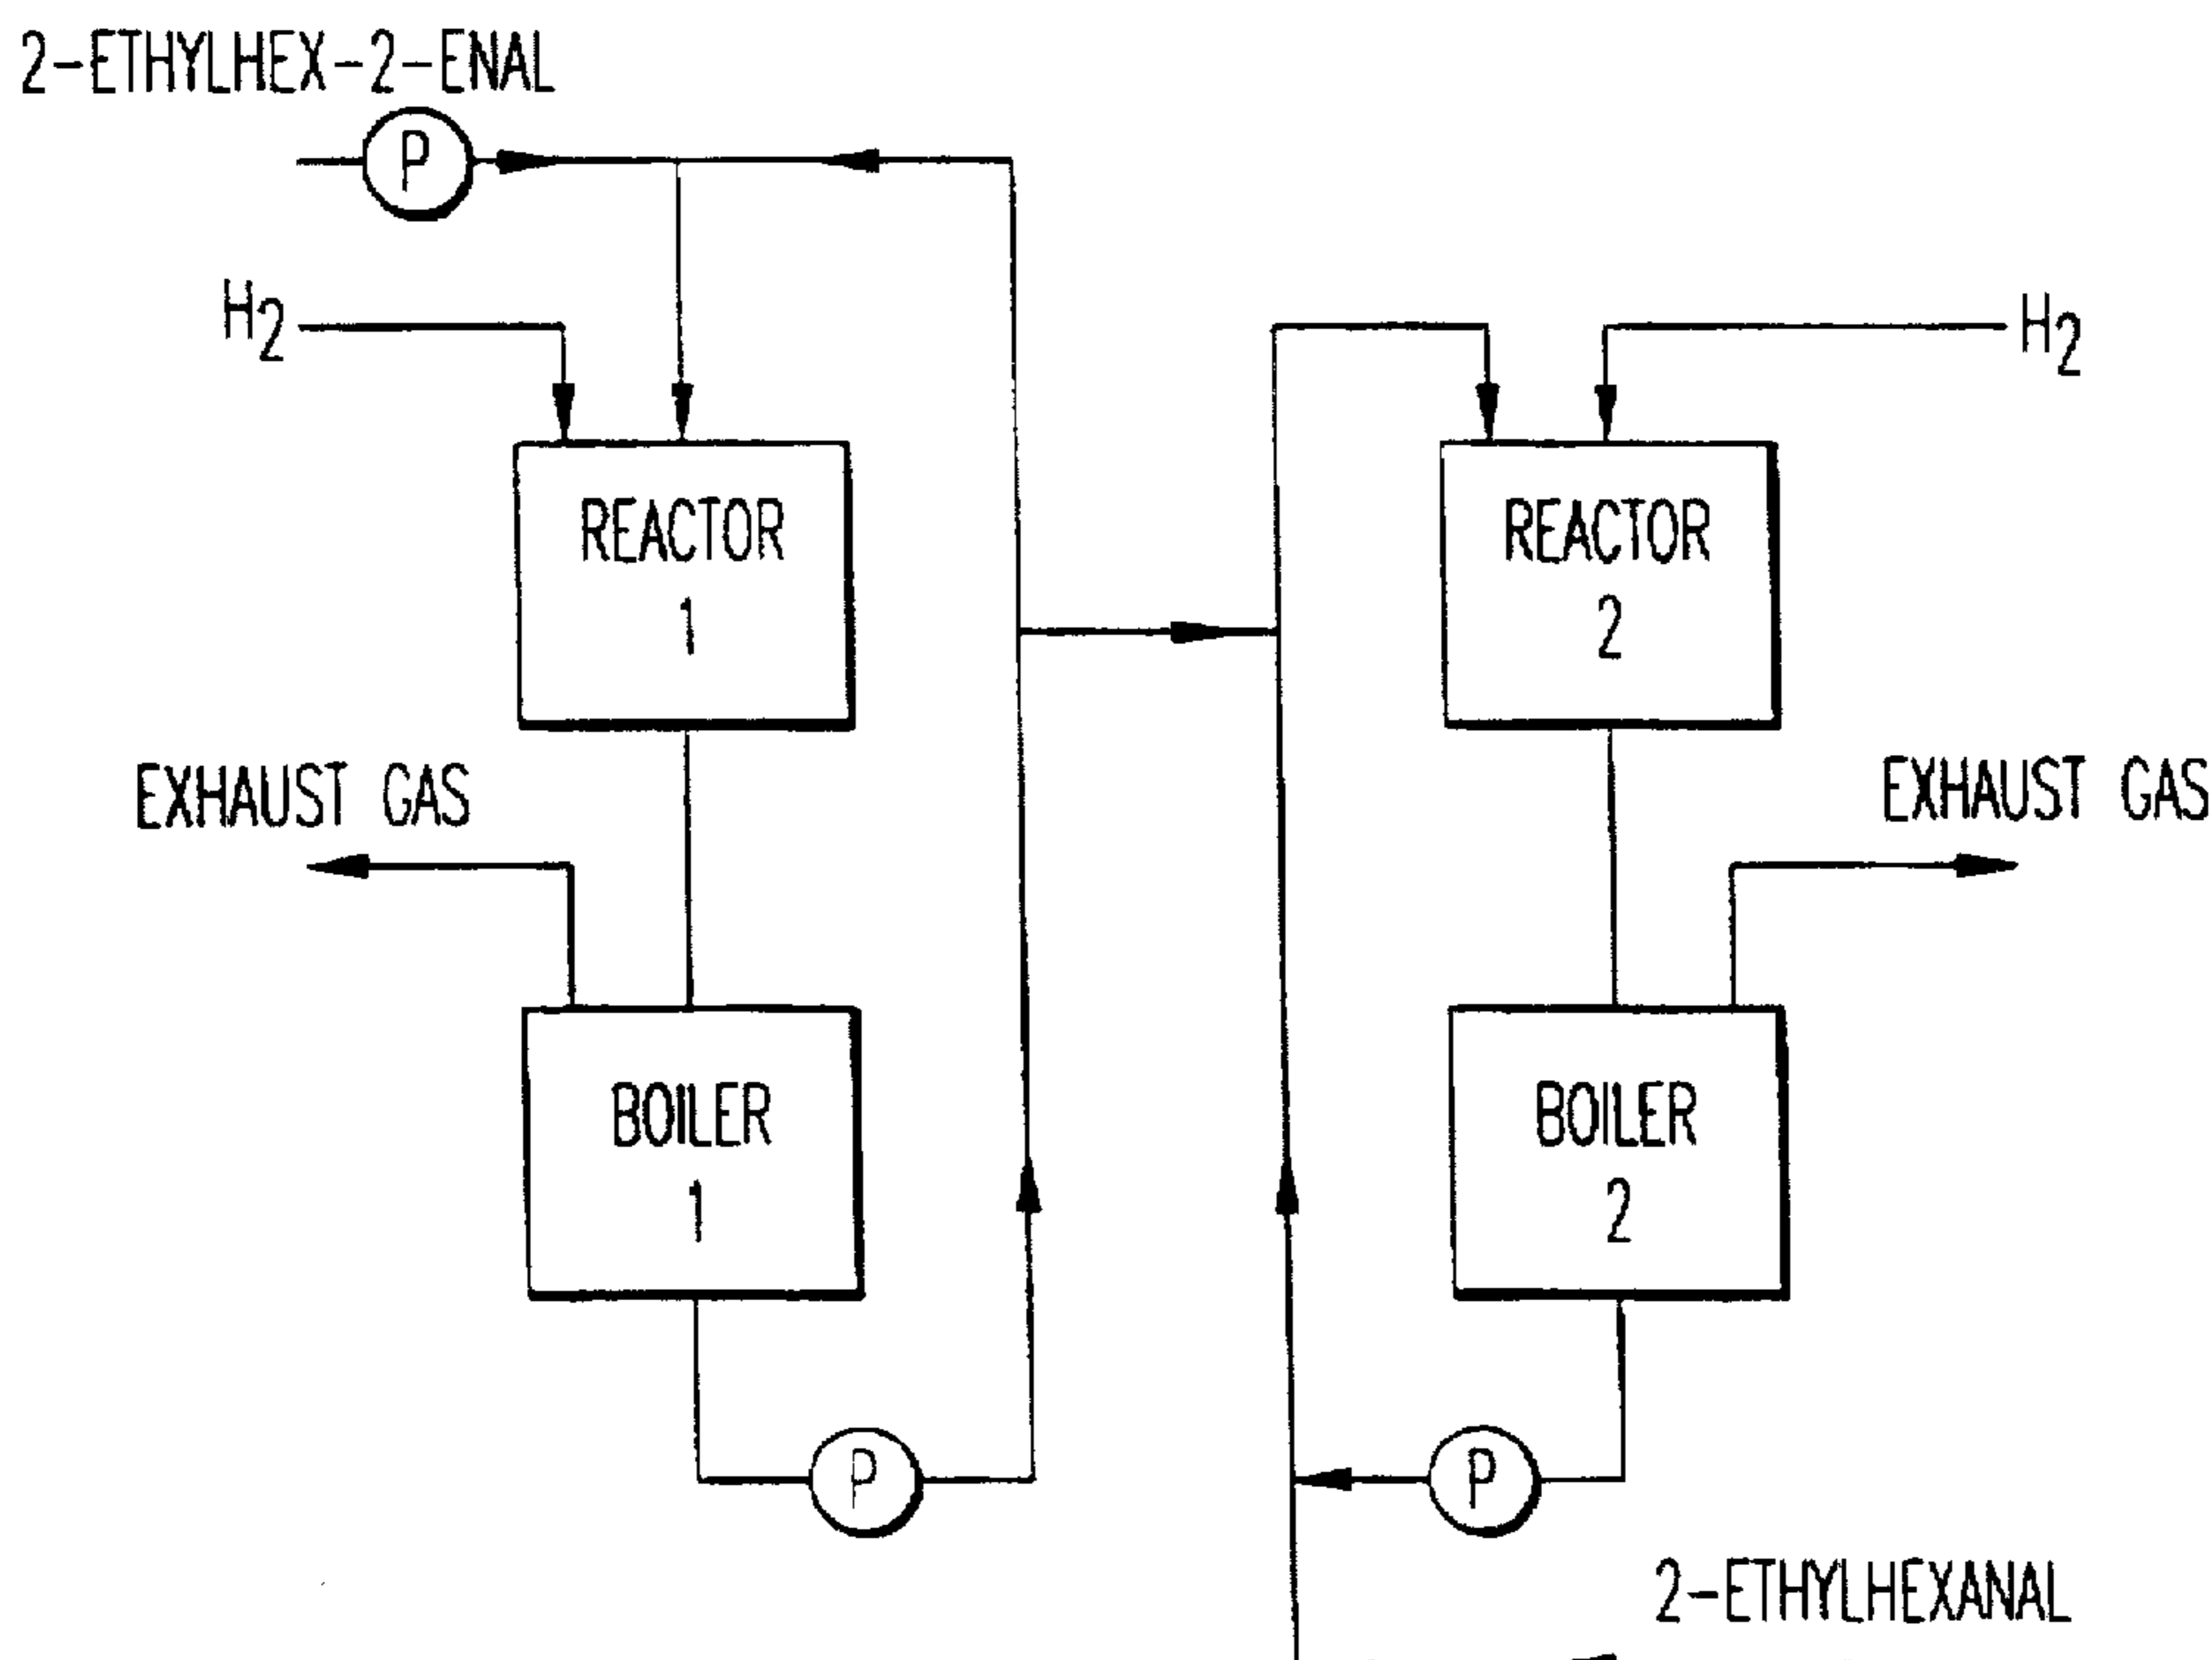 2-ETHYLHEX-2-ENAL
P
H2
H2
REACTOR
1
REACTOR
2
EXHAUST GAS
EXHAUST GAS
BOILER
1
BOILER
2
P
P
2-ETHYLHEXANAL